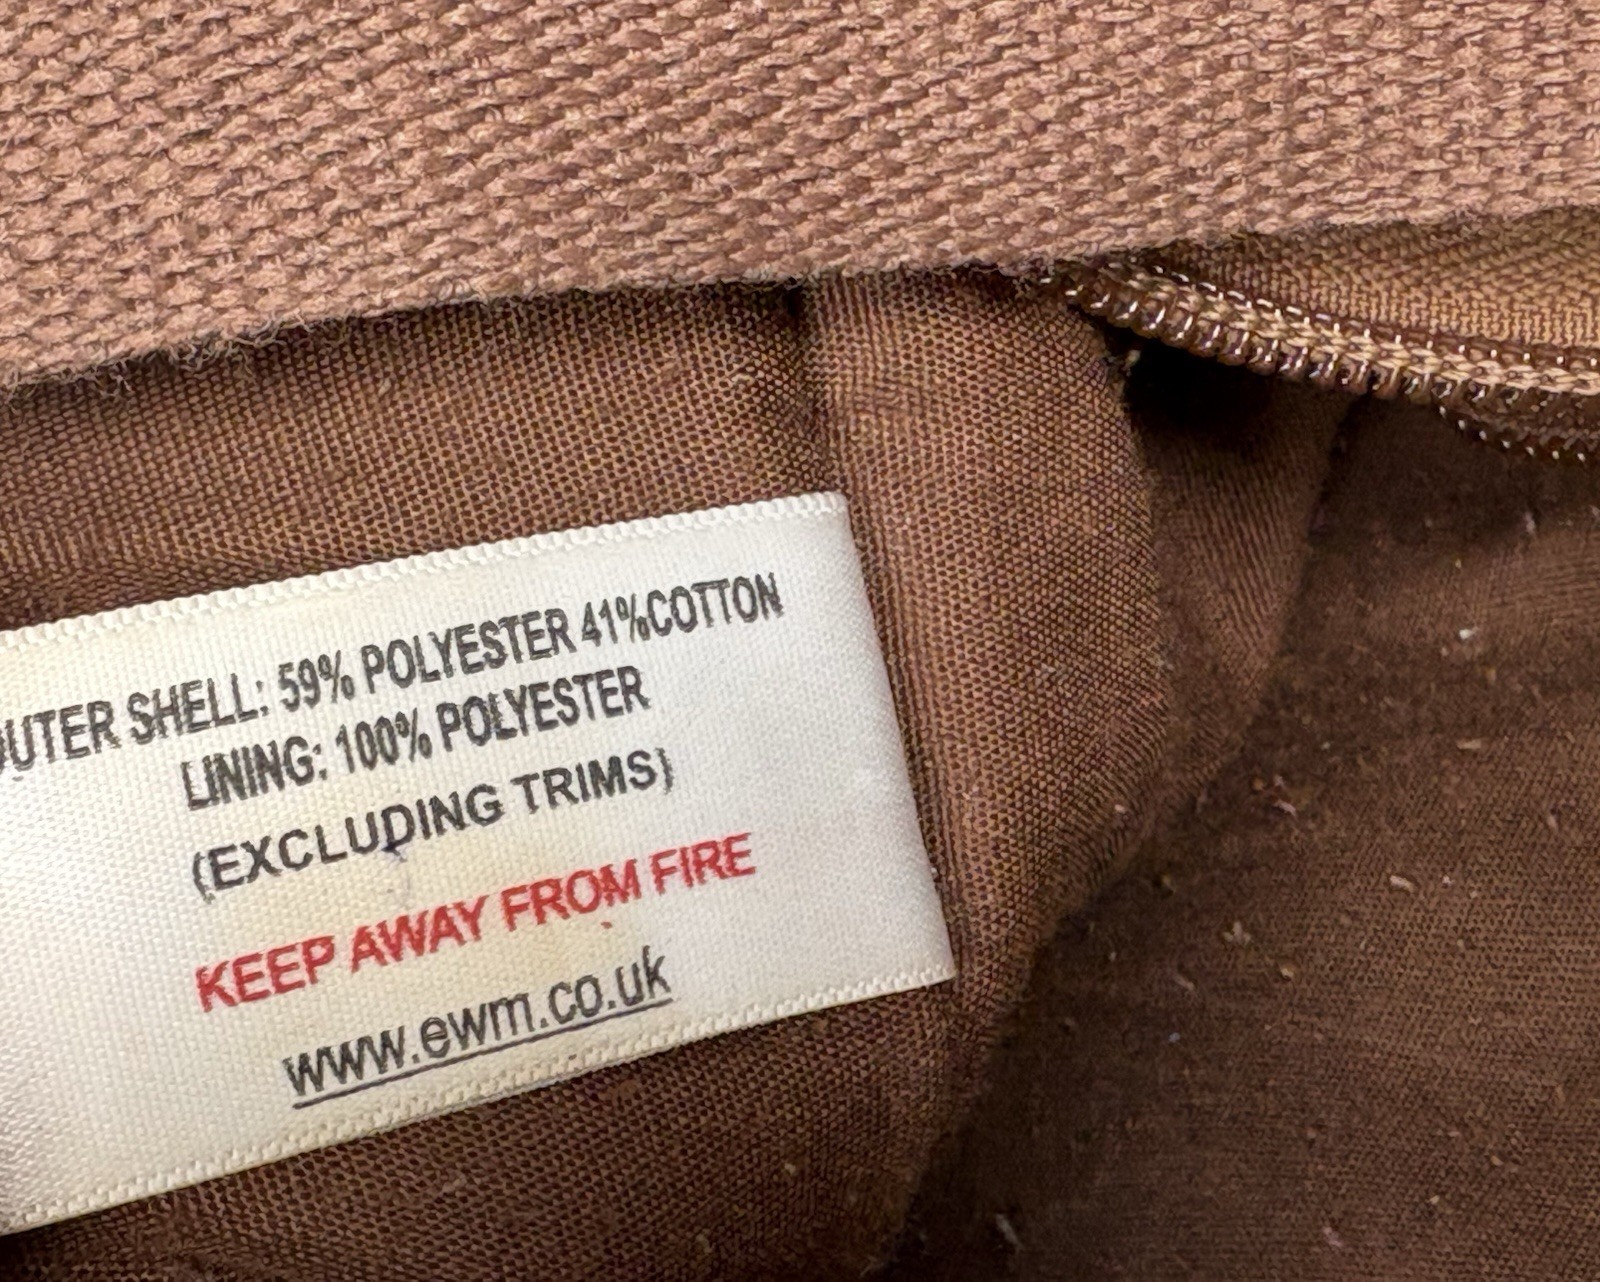 OUTER SHELL: 59% POLYESTER 41%COTTON
LINING: 100% POLYESTER
(EXCLUDING TRIMS)
KEEP AWAY FROM FIRE
www.ewm.co.uk